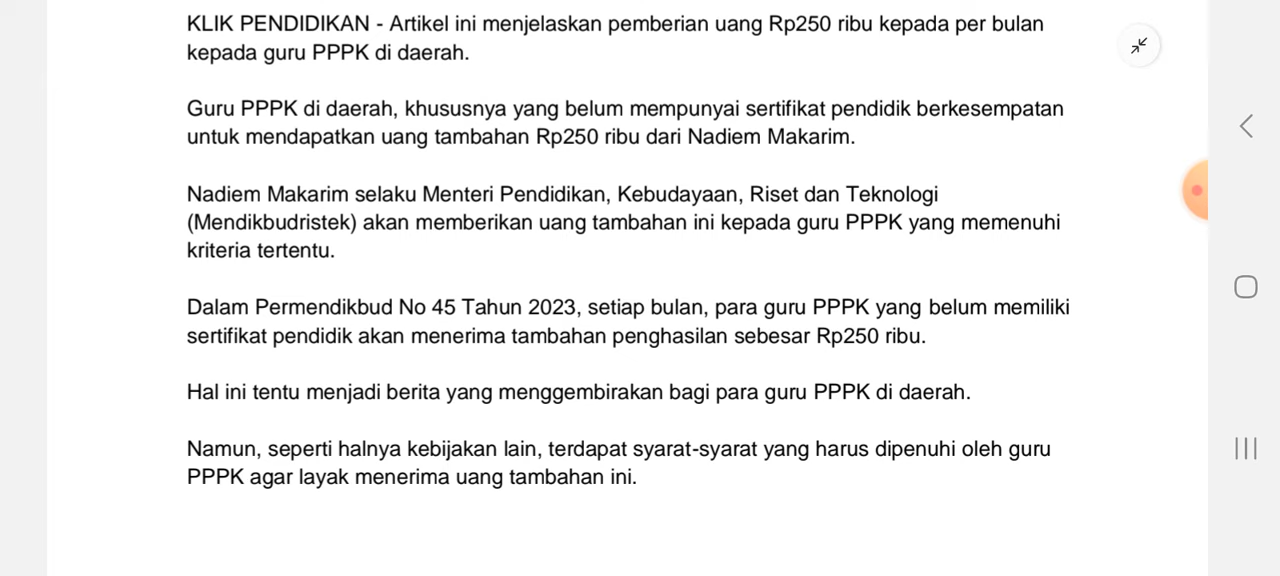 KLIK PENDIDIKAN - Artikel ini menjelaskan pemberian uang Rp250 ribu kepada per bulan
kepada guru PPPK di daerah.
Guru PPPK di daerah, khususnya yang belum mempunyai sertifikat pendidik berkesempatan
untuk mendapatkan uang tambahan Rp250 ribu dari Nadiem Makarim.
Nadiem Makarim selaku Menteri Pendidikan, Kebudayaan, Riset dan Teknologi
(Mendikbudristek) akan memberikan uang tambahan ini kepada guru PPPK yang memenuhi
kriteria tertentu.
Dalam Permendikbud No 45 Tahun 2023, setiap bulan, para guru PPPK yang belum memiliki
sertifikat pendidik akan menerima tambahan penghasilan sebesar Rp250 ribu.
Hal ini tentu menjadi berita yang menggembirakan bagi para guru PPPK di daerah.
Namun, seperti halnya kebijakan lain, terdapat syarat-syarat yang harus dipenuhi oleh guru
PPPK agar layak menerima uang tambahan ini.